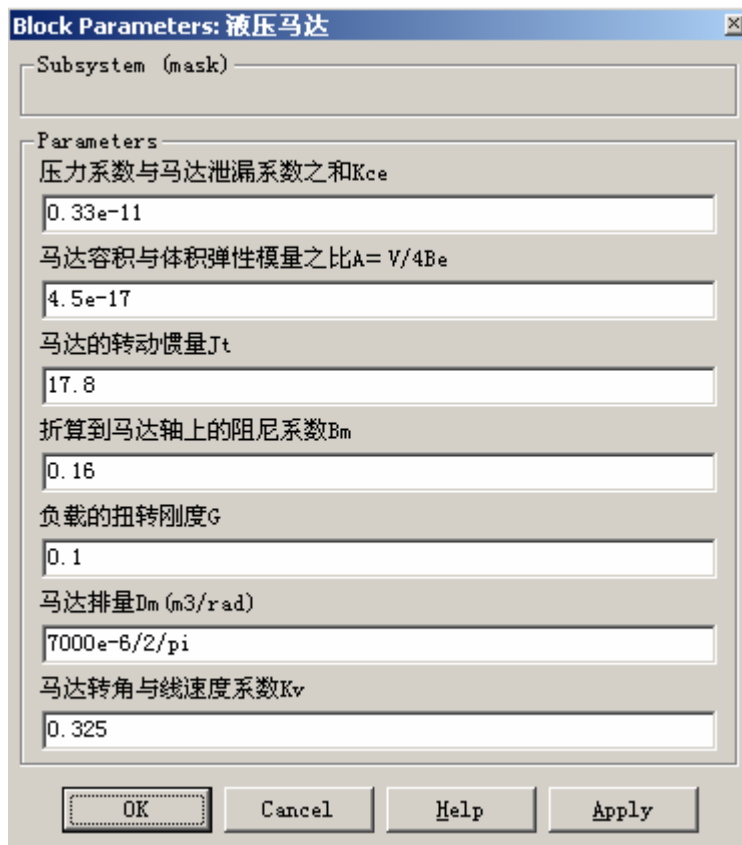 Block Parameters: 液压马达
Subsystem (mask)
Parameters
压力系数与马达泄漏系数之和Kce
0.33e-11
马达容积与体积弹性模量之比A= V/4Be
4.5e-17
马达的转动惯量Jt
17.8
折算到马达轴上的阻尼系数Bm
0.16
负载的扭转刚度G
0.1
马达排量Dm(m3/rad)
7000e-6/2/pi
马达转角与线速度系数Kv
0.325
OK Cancel Help Apply